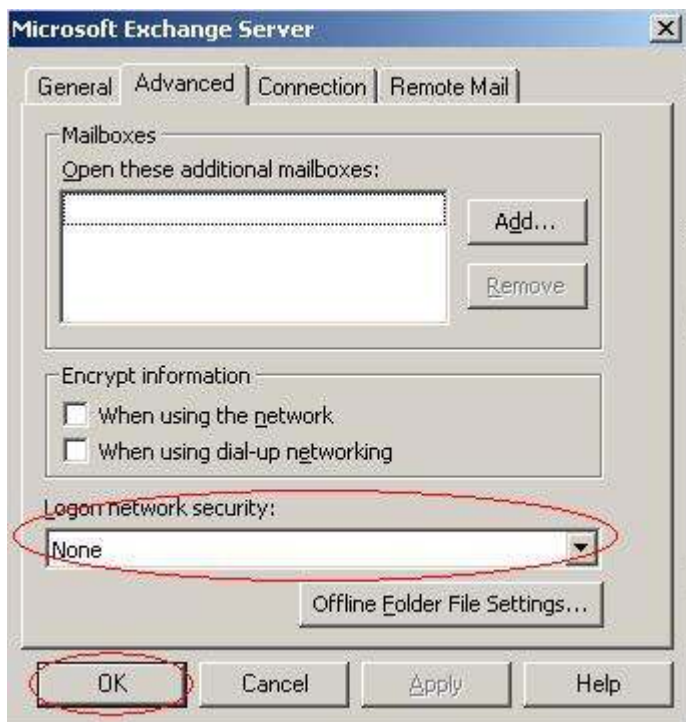 Microsoft Exchange Server
General Advanced Connection Remote Mail
Mailboxes
Open these additional mailboxes:
Add...
Remove
Encrypt information
When using the network
When using dial-up networking
Logon network security:
None
Offline Folder File Settings...
OK Cancel Apply Help